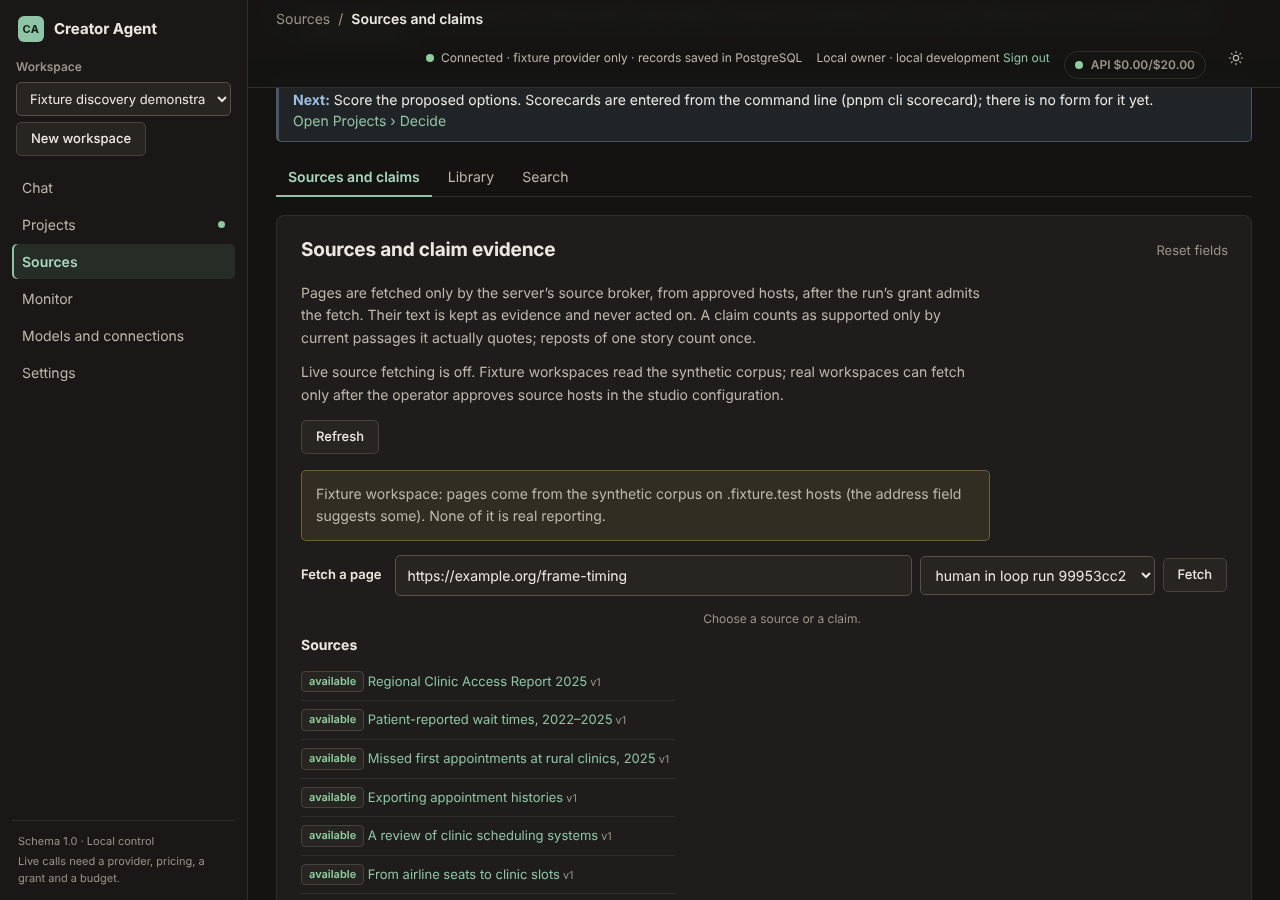 CA Creator Agent
Workspace
Fixture discovery demonstra
New workspace
Chat
Projects
Sources
Monitor
Models and connections
Settings
Schema 1.0 · Local control
Live calls need a provider, pricing, a
grant and a budget.
Sources / Sources and claims
Connected · fixture provider only · records saved in PostgreSQL Local owner · local development Sign out API $0.00/$20.00
Next: Score the proposed options. Scorecards are entered from the command line (pnpm cli scorecard); there is no form for it yet.
Open Projects › Decide
Sources and claims Library Search
Sources and claim evidence Reset fields
Pages are fetched only by the server’s source broker, from approved hosts, after the run’s grant admits
the fetch. Their text is kept as evidence and never acted on. A claim counts as supported only by
current passages it actually quotes; reposts of one story count once.
Live source fetching is off. Fixture workspaces read the synthetic corpus; real workspaces can fetch
only after the operator approves source hosts in the studio configuration.
Refresh
Fixture workspace: pages come from the synthetic corpus on .fixture.test hosts (the address field
suggests some). None of it is real reporting.
Fetch a page https://example.org/frame-timing human in loop run 99953cc2 Fetch
Choose a source or a claim.
Sources
available Regional Clinic Access Report 2025 v1
available Patient-reported wait times, 2022–2025 v1
available Missed first appointments at rural clinics, 2025 v1
available Exporting appointment histories v1
available A review of clinic scheduling systems v1
available From airline seats to clinic slots v1